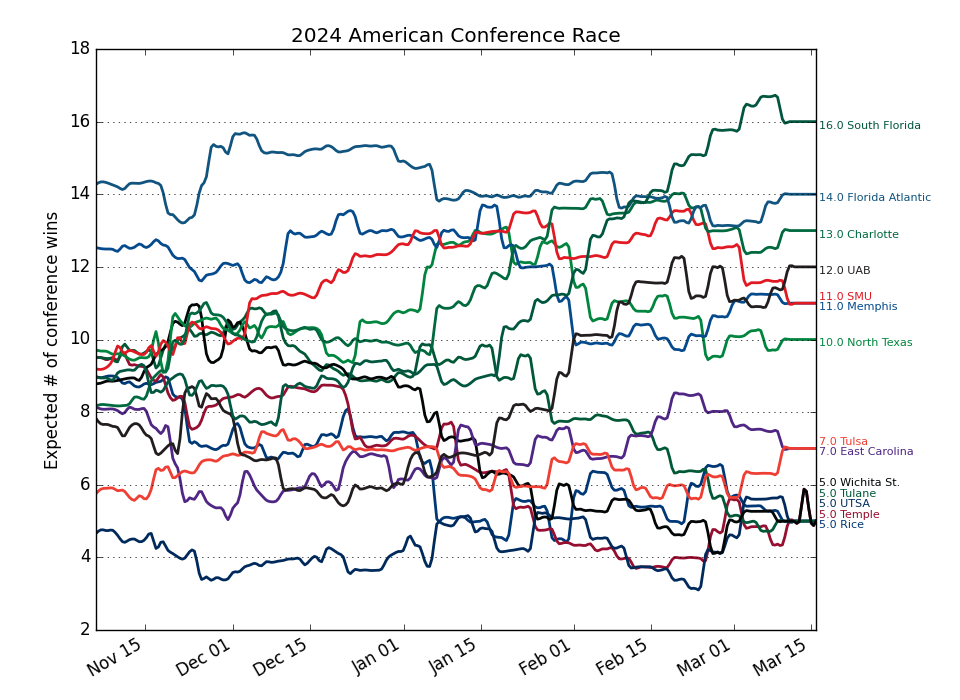 2024 American Conference Race
Expected # of conference wins
18
16
14
12
10
8
6
4
2
16.0 South Florida
14.0 Florida Atlantic
13.0 Charlotte
12.0 UAB
11.0 SMU
11.0 Memphis
10.0 North Texas
7.0 Tulsa
7.0 East Carolina
5.0 Wichita St.
5.0 Tulane
5.0 UTSA
5.0 Temple
5.0 Rice
Nov 15
Dec 01
Dec 15
Jan 01
Jan 15
Feb 01
Feb 15
Mar 01
Mar 15